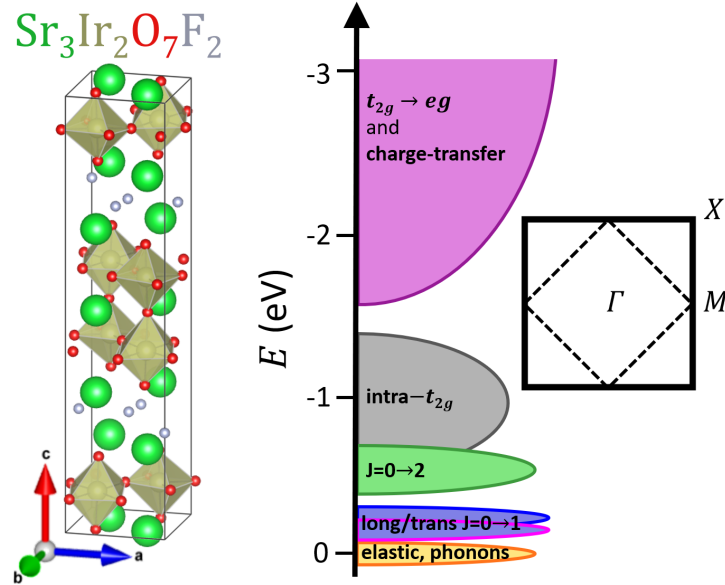 Sr₃Ir₂O₇F₂
c
a
b
E (eV)
-3
-2
-1
0
t₂g → eg
and
charge-transfer
intra−t₂g
J=0→2
long/trans J=0→1
elastic, phonons
X
Γ
M